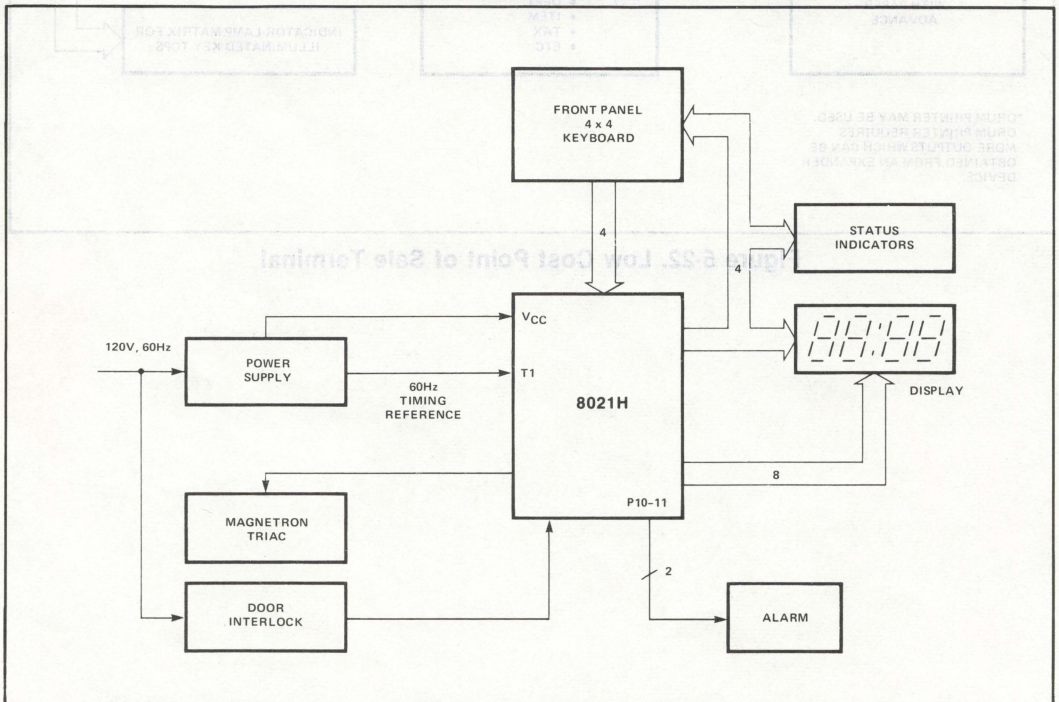 ADVANCE
• ITEM
• TAX
• ETC
INDICATOR LAMP MATRIX FOR
ILLUMINATED KEY TOPS
*DRUM PRINTER MAY BE USED.
DRUM PRINTER REQUIRES
MORE OUTPUTS WHICH CAN BE
OBTAINED FROM AN EXPANDER
DEVICE.
Figure 5-22. Low Cost Point of Sale Terminal
FRONT PANEL
4 x 4
KEYBOARD
4
STATUS
INDICATORS
4
88:88
DISPLAY
120V, 60Hz
POWER
SUPPLY
VCC
T1
60Hz
TIMING
REFERENCE
8021H
8
P10-11
MAGNETRON
TRIAC
2
DOOR
INTERLOCK
ALARM